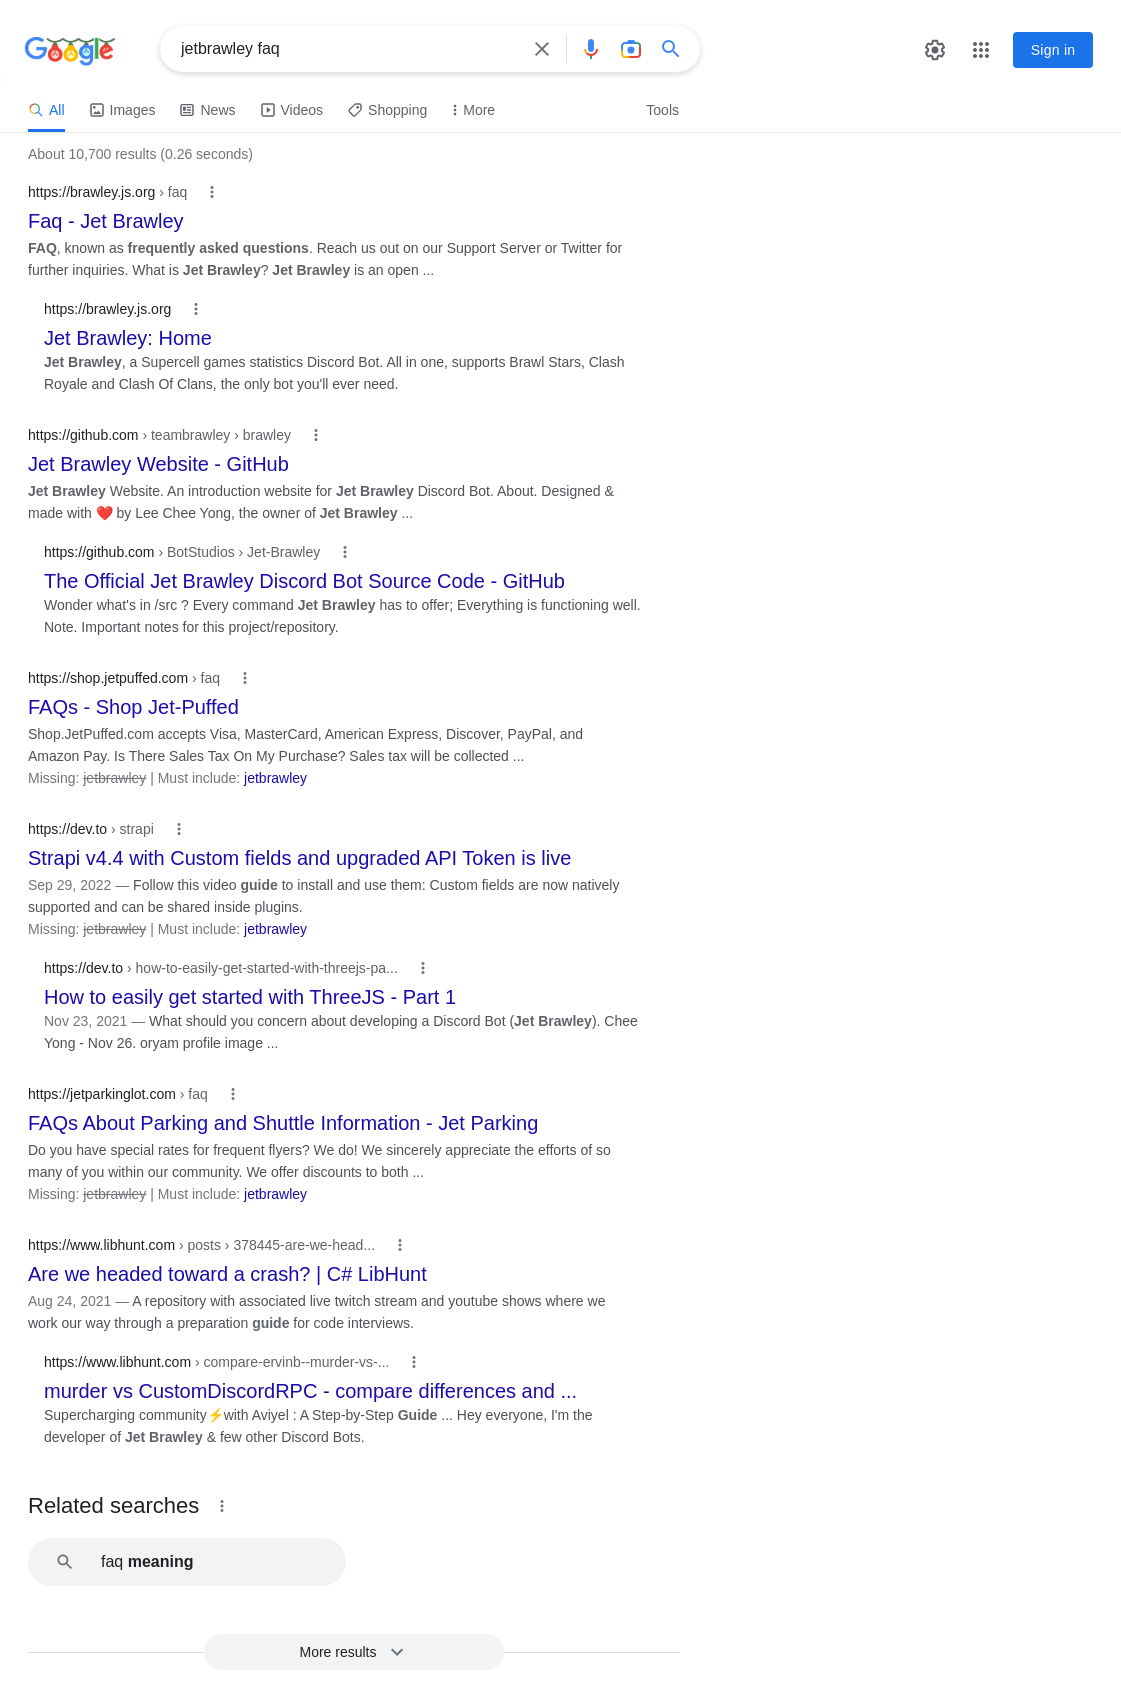 Google
jetbrawley faq
Sign in
All Images News Videos Shopping More Tools
About 10,700 results (0.26 seconds)
https://brawley.js.org › faq
Faq - Jet Brawley
FAQ, known as frequently asked questions. Reach us out on our Support Server or Twitter for
further inquiries. What is Jet Brawley? Jet Brawley is an open ...
https://brawley.js.org
Jet Brawley: Home
Jet Brawley, a Supercell games statistics Discord Bot. All in one, supports Brawl Stars, Clash
Royale and Clash Of Clans, the only bot you'll ever need.
https://github.com › teambrawley › brawley
Jet Brawley Website - GitHub
Jet Brawley Website. An introduction website for Jet Brawley Discord Bot. About. Designed &
made with ❤️ by Lee Chee Yong, the owner of Jet Brawley ...
https://github.com › BotStudios › Jet-Brawley
The Official Jet Brawley Discord Bot Source Code - GitHub
Wonder what's in /src ? Every command Jet Brawley has to offer; Everything is functioning well.
Note. Important notes for this project/repository.
https://shop.jetpuffed.com › faq
FAQs - Shop Jet-Puffed
Shop.JetPuffed.com accepts Visa, MasterCard, American Express, Discover, PayPal, and
Amazon Pay. Is There Sales Tax On My Purchase? Sales tax will be collected ...
Missing: jetbrawley | Must include: jetbrawley
https://dev.to › strapi
Strapi v4.4 with Custom fields and upgraded API Token is live
Sep 29, 2022 — Follow this video guide to install and use them: Custom fields are now natively
supported and can be shared inside plugins.
Missing: jetbrawley | Must include: jetbrawley
https://dev.to › how-to-easily-get-started-with-threejs-pa...
How to easily get started with ThreeJS - Part 1
Nov 23, 2021 — What should you concern about developing a Discord Bot (Jet Brawley). Chee
Yong - Nov 26. oryam profile image ...
https://jetparkinglot.com › faq
FAQs About Parking and Shuttle Information - Jet Parking
Do you have special rates for frequent flyers? We do! We sincerely appreciate the efforts of so
many of you within our community. We offer discounts to both ...
Missing: jetbrawley | Must include: jetbrawley
https://www.libhunt.com › posts › 378445-are-we-head...
Are we headed toward a crash? | C# LibHunt
Aug 24, 2021 — A repository with associated live twitch stream and youtube shows where we
work our way through a preparation guide for code interviews.
https://www.libhunt.com › compare-ervinb--murder-vs-...
murder vs CustomDiscordRPC - compare differences and ...
Supercharging community⚡with Aviyel : A Step-by-Step Guide ... Hey everyone, I'm the
developer of Jet Brawley & few other Discord Bots.
Related searches
faq meaning
More results